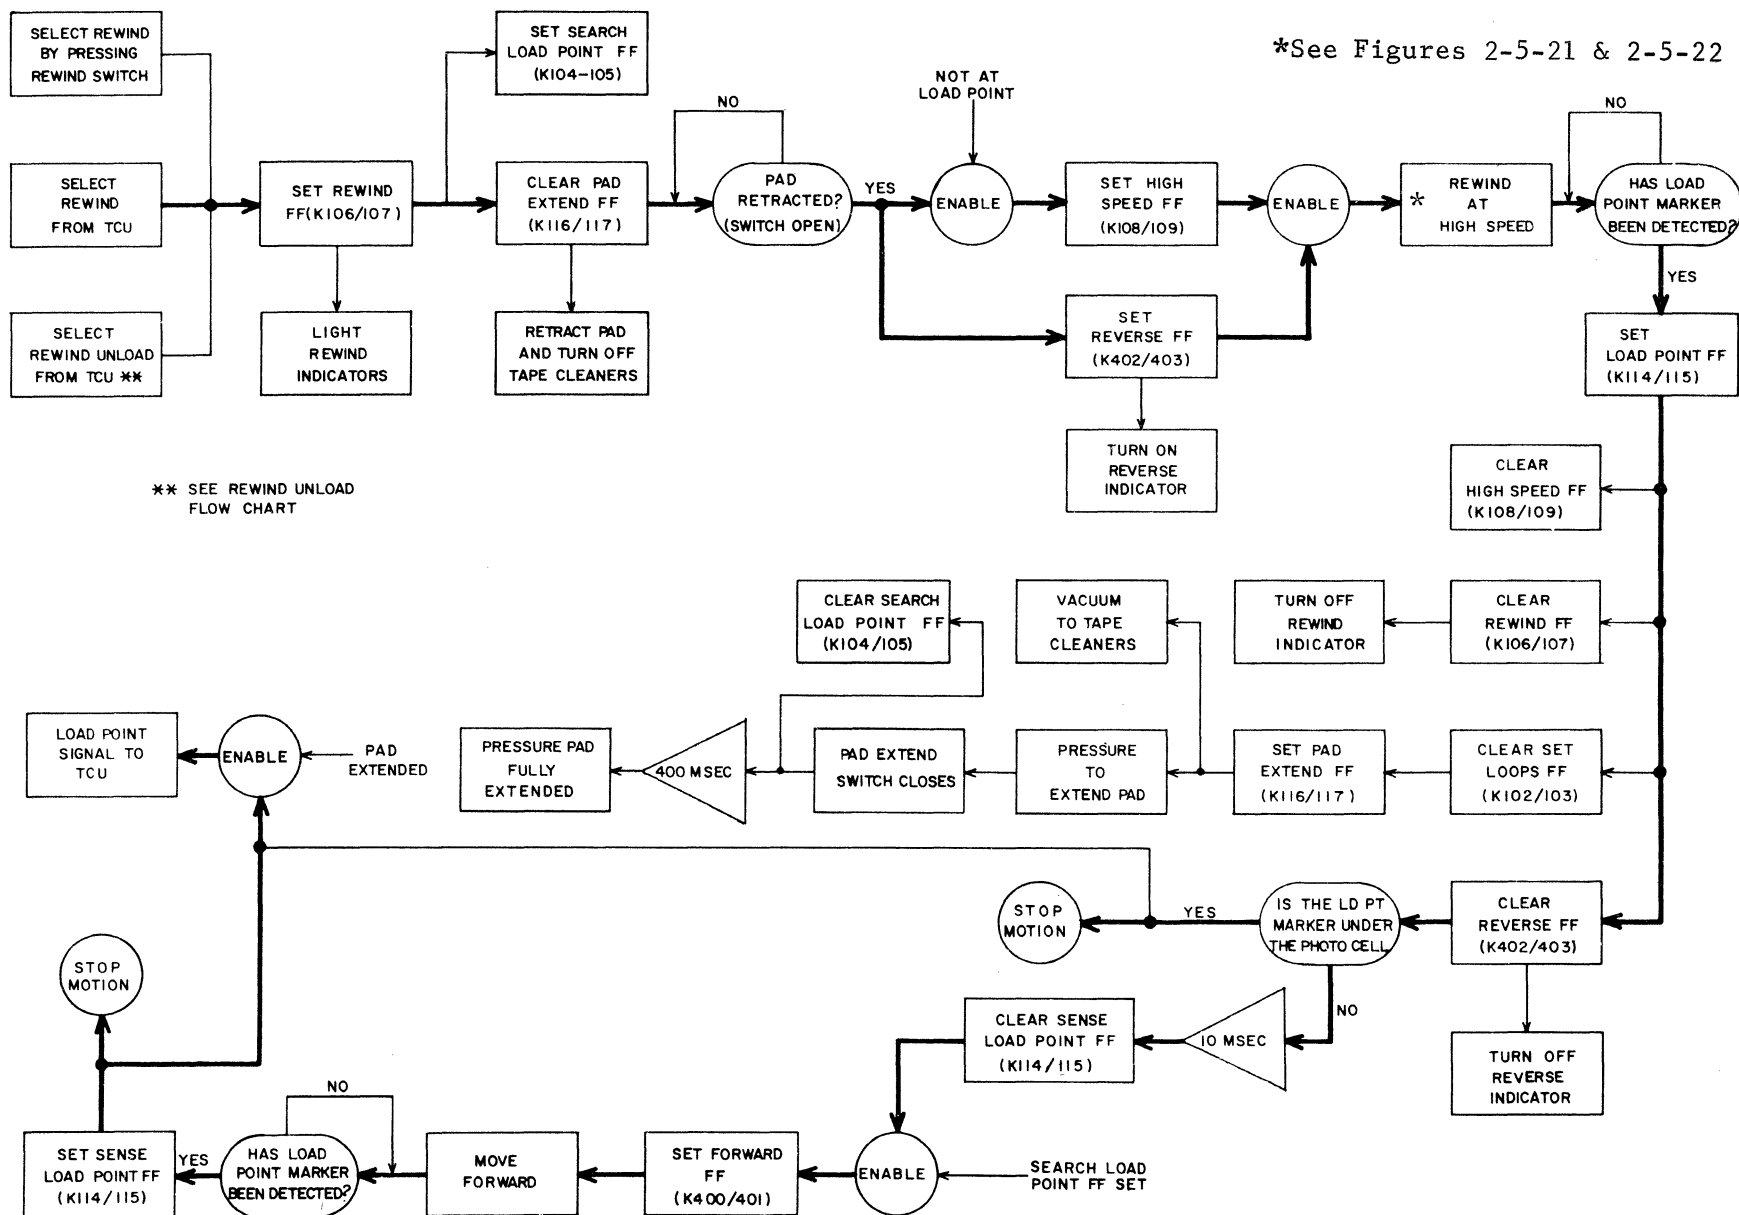 SELECT REWIND
BY PRESSING
REWIND SWITCH
SET SEARCH
LOAD POINT FF
(K104-105)
*See Figures 2-5-21 & 2-5-22
NOT AT
LOAD POINT
NO
NO
SELECT
REWIND
FROM TCU
SET REWIND
FF(K106/107)
CLEAR PAD
EXTEND FF
(K116/117)
PAD
RETRACTED?
(SWITCH OPEN)
YES
ENABLE
SET HIGH
SPEED FF
(K108/109)
ENABLE
*
REWIND
AT
HIGH SPEED
HAS LOAD
POINT MARKER
BEEN DETECTED?
YES
SELECT
REWIND UNLOAD
FROM TCU **
LIGHT
REWIND
INDICATORS
RETRACT PAD
AND TURN OFF
TAPE CLEANERS
SET
REVERSE FF
(K402/403)
SET
LOAD POINT FF
(K114/115)
TURN ON
REVERSE
INDICATOR
CLEAR
HIGH SPEED FF
(K108/109)
** SEE REWIND UNLOAD
FLOW CHART
CLEAR SEARCH
LOAD POINT FF
(K104/105)
VACUUM
TO TAPE
CLEANERS
TURN OFF
REWIND
INDICATOR
CLEAR
REWIND FF
(K106/107)
LOAD POINT
SIGNAL TO
TCU
ENABLE
PAD
EXTENDED
PRESSURE PAD
FULLY
EXTENDED
400 MSEC
PAD EXTEND
SWITCH CLOSES
PRESSURE
TO
EXTEND PAD
SET PAD
EXTEND FF
(K116/117)
CLEAR SET
LOOPS FF
(K102/103)
STOP
MOTION
YES
IS THE LD PT
MARKER UNDER
THE PHOTO CELL
CLEAR
REVERSE FF
(K402/403)
STOP
MOTION
NO
CLEAR SENSE
LOAD POINT FF
(K114/115)
10 MSEC
TURN OFF
REVERSE
INDICATOR
NO
SET SENSE
LOAD POINT FF
(K114/115)
YES
HAS LOAD
POINT MARKER
BEEN DETECTED?
MOVE
FORWARD
SET FORWARD
FF
(K400/401)
ENABLE
SEARCH LOAD
POINT FF SET